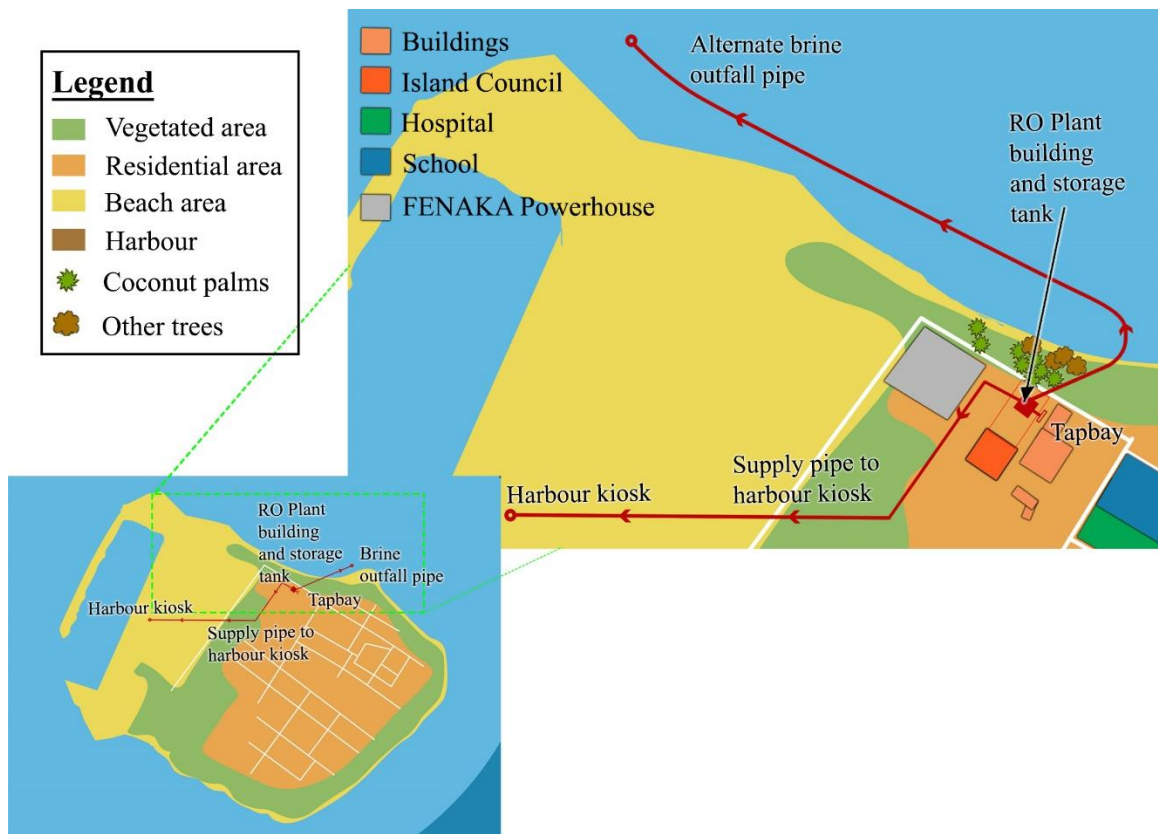 Legend
Vegetated area
Residential area
Beach area
Harbour
Coconut palms
Other trees
Buildings
Island Council
Hospital
School
FENAKA Powerhouse
Alternate brine
outfall pipe
RO Plant
building
and storage
tank
Tapbay
Supply pipe to
harbour kiosk
Harbour kiosk
RO Plant
building
and storage
tank
Brine
outfall pipe
Tapbay
Harbour kiosk
Supply pipe to
harbour kiosk